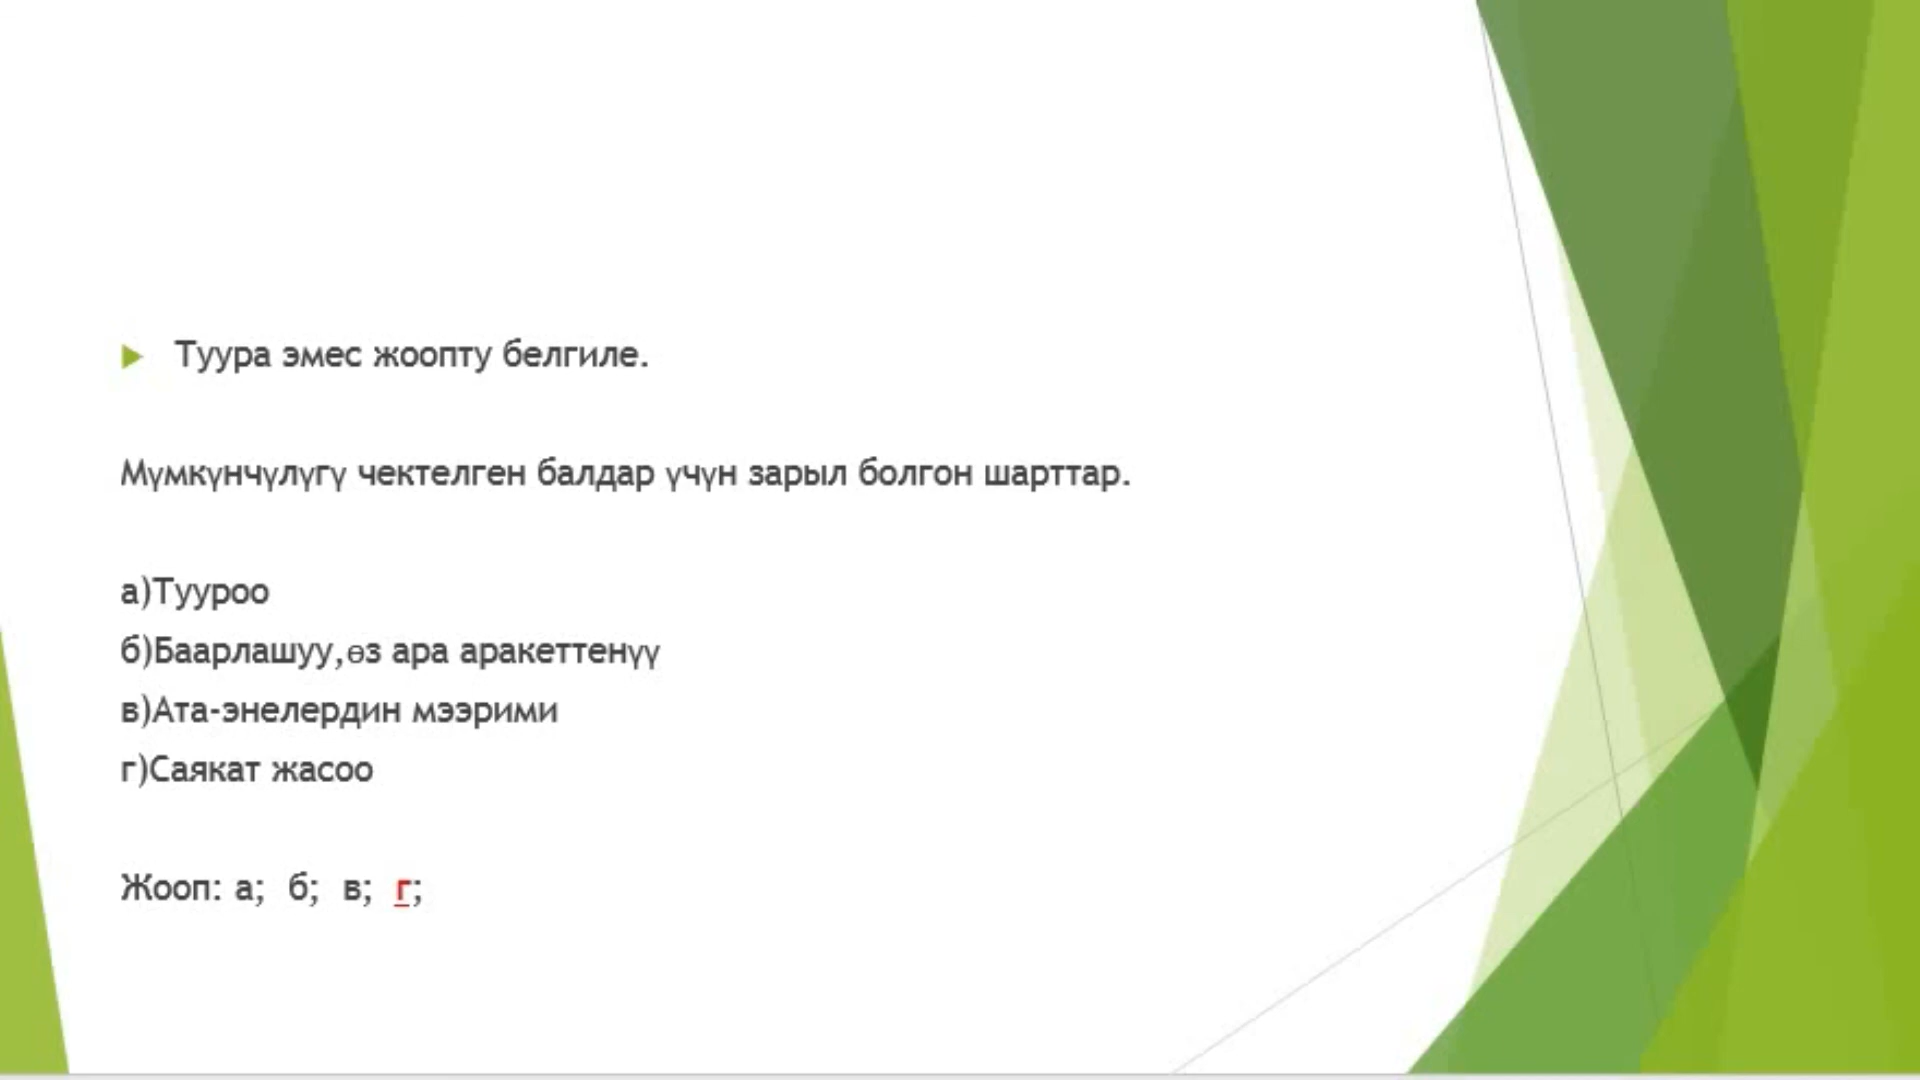 Туура эмес жоопту белгиле.
Мүмкүнчүлүгү чектелген балдар үчүн зарыл болгон шарттар.
а)Тууроо
б)Баарлашуу,өз ара аракеттенүү
в)Ата-энелердин мээрими
г)Саякат жасоо
Жооп: а; б; в; г;